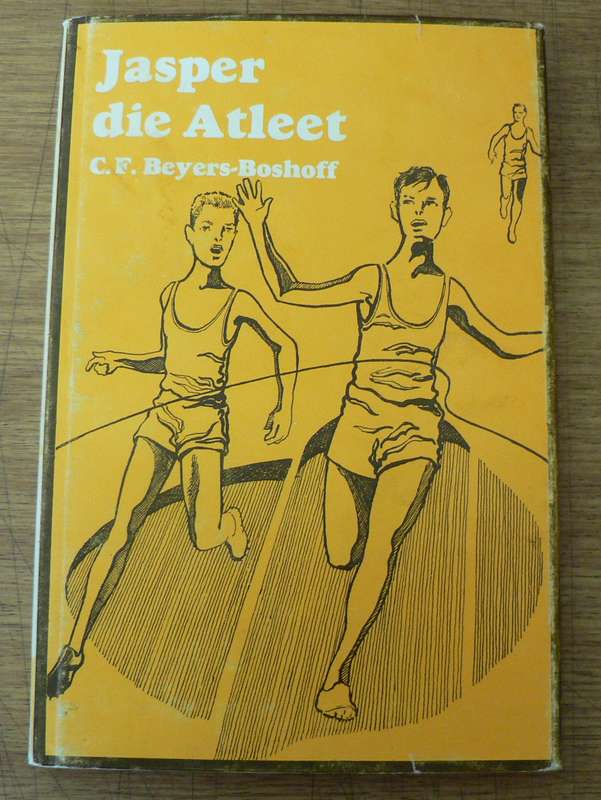 Jasper
die Atleet
C. F. Beyers-Boshoff